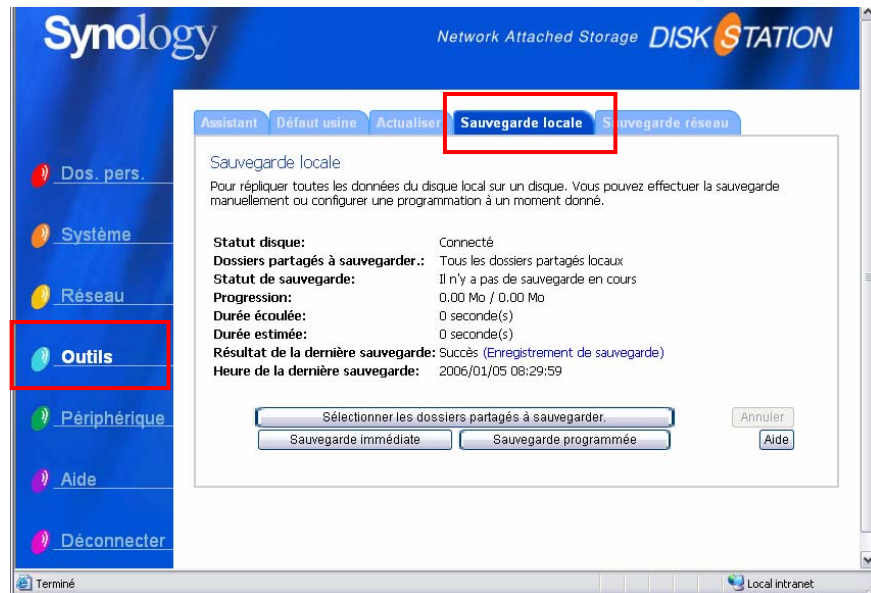 Synology
Network Attached Storage DISK STATION
Assistant Défaut usine Actualiser Sauvegarde locale Sauvegarde réseau
Dos. pers.
Système
Réseau
Outils
Périphérique
Aide
Déconnecter
Sauvegarde locale
Pour répliquer toutes les données du disque local sur un disque. Vous pouvez effectuer la sauvegarde
manuellement ou configurer une programmation à un moment donné.
Statut disque: Connecté
Dossiers partagés à sauvegarder.: Tous les dossiers partagés locaux
Statut de sauvegarde: Il n'y a pas de sauvegarde en cours
Progression: 0.00 Mo / 0.00 Mo
Durée écoulée: 0 seconde(s)
Durée estimée: 0 seconde(s)
Résultat de la dernière sauvegarde: Succès (Enregistrement de sauvegarde)
Heure de la dernière sauvegarde: 2006/01/05 08:29:59
Sélectionner les dossiers partagés à sauvegarder. Annuler
Sauvegarde immédiate Sauvegarde programmée Aide
Terminé Local intranet